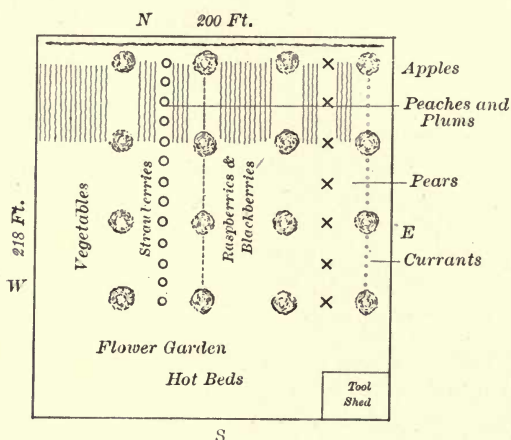 N 200 Ft.
Apples
Peaches and
Plums
Pears
E
Currants
Vegetables
Strawberries
Raspberries &
Blackberries
218 Ft.
W
Flower Garden
Hot Beds
Tool
Shed
S